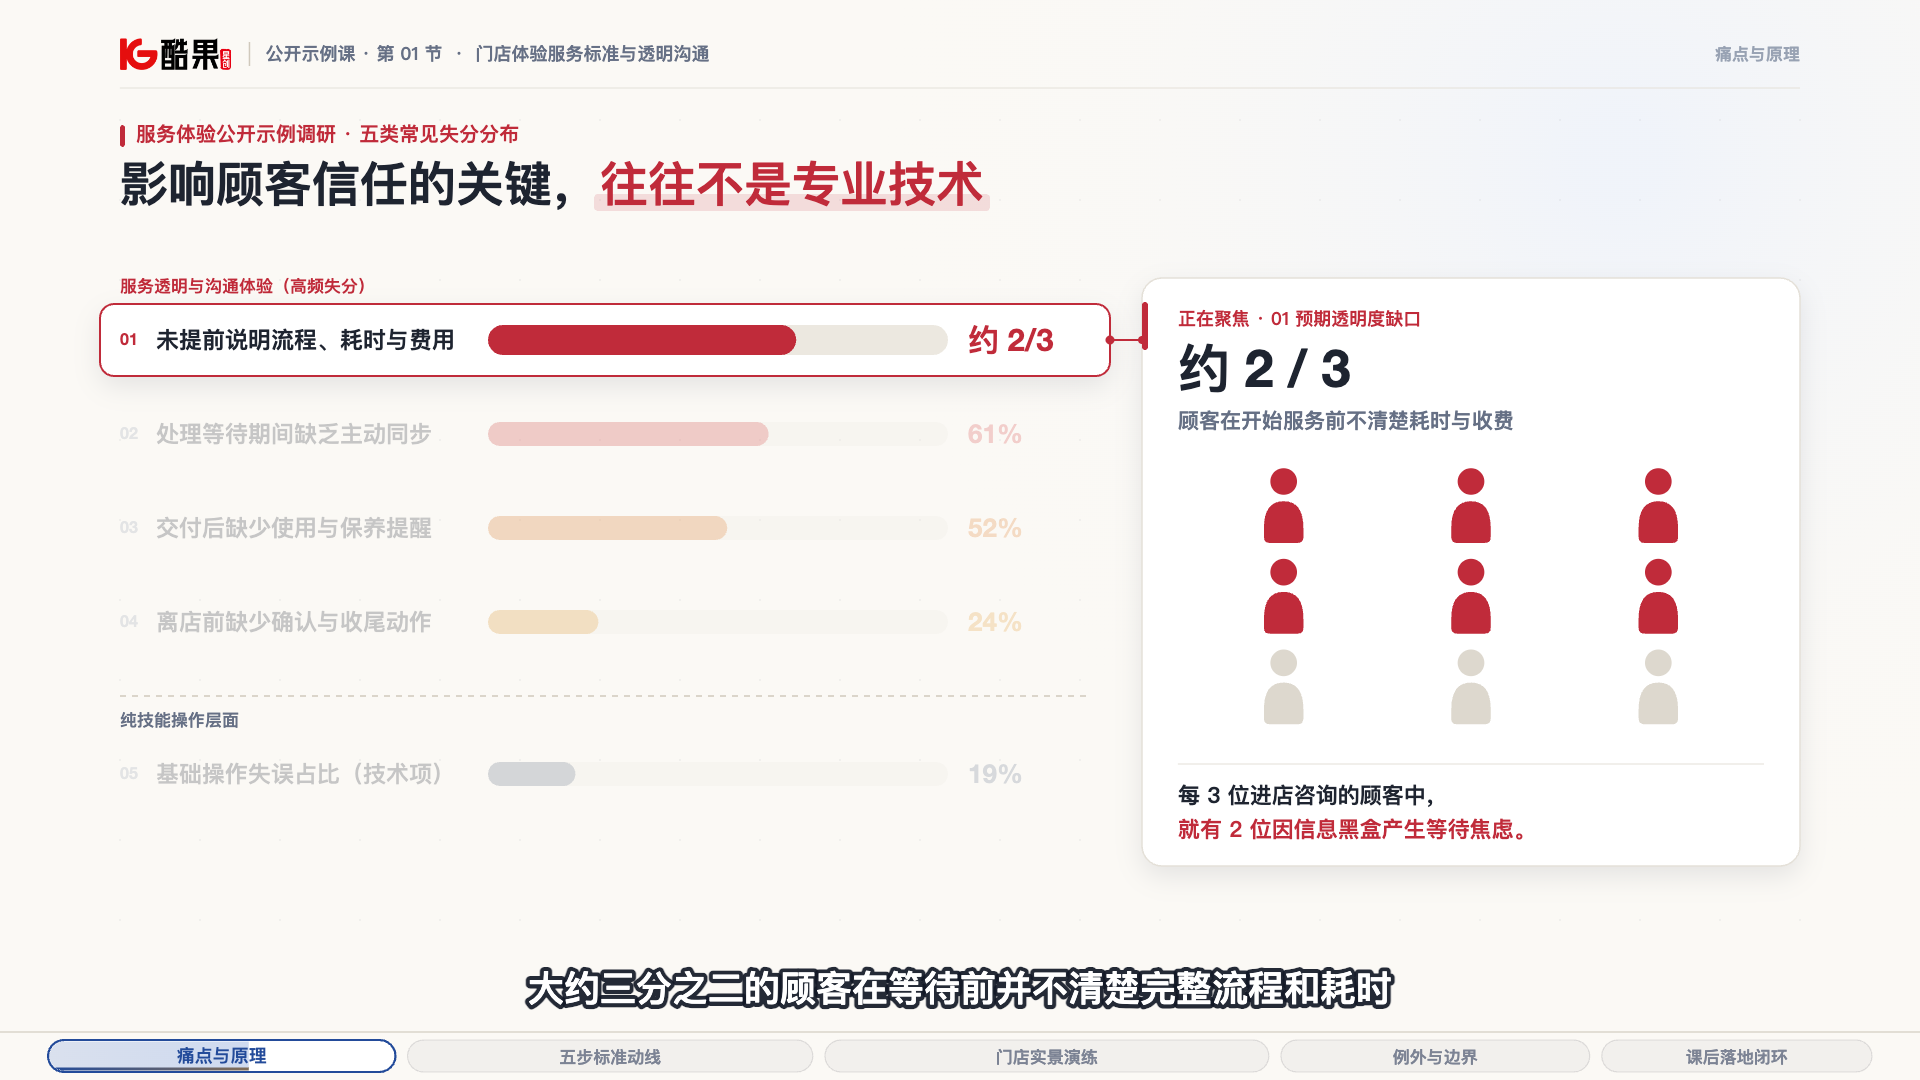 酷果
公开示例课 · 第 01 节 · 门店体验服务标准与透明沟通
痛点与原理
服务体验公开示例调研 · 五类常见失分分布
影响顾客信任的关键，往往不是专业技术
服务透明与沟通体验（高频失分）
01 未提前说明流程、耗时与费用 约 2/3
02 处理等待期间缺乏主动同步 61%
03 交付后缺少使用与保养提醒 52%
04 离店前缺少确认与收尾动作 24%
纯技能操作层面
05 基础操作失误占比（技术项） 19%
正在聚焦 · 01 预期透明度缺口
约 2 / 3
顾客在开始服务前不清楚耗时与收费
每 3 位进店咨询的顾客中，
就有 2 位因信息黑盒产生等待焦虑。
大约三分之二的顾客在等待前并不清楚完整流程和耗时
痛点与原理
五步标准动线
门店实景演练
例外与边界
课后落地闭环